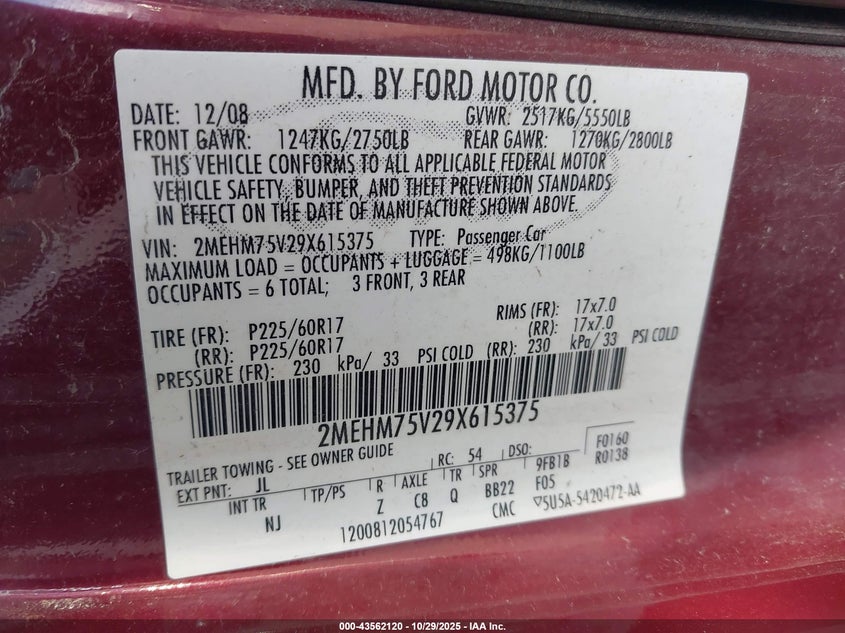 MFD. BY FORD MOTOR CO.
DATE: 12/08 GVWR: 2517KG/5550LB
FRONT GAWR: 1247KG/2750LB REAR GAWR: 1270KG/2800LB
THIS VEHICLE CONFORMS TO ALL APPLICABLE FEDERAL MOTOR
VEHICLE SAFETY, BUMPER, AND THEFT PREVENTION STANDARDS
IN EFFECT ON THE DATE OF MANUFACTURE SHOWN ABOVE.
VIN: 2MEHM75V29X615375 TYPE: Passenger Car
MAXIMUM LOAD = OCCUPANTS + LUGGAGE = 498KG/1100LB
OCCUPANTS = 6 TOTAL; 3 FRONT, 3 REAR
TIRE (FR): P225/60R17 RIMS (FR): 17x7.0
(RR): P225/60R17 (RR): 17x7.0
PRESSURE (FR): 230 kPa/ 33 PSI COLD (RR): 230 kPa/ 33 PSI COLD
2MEHM75V29X615375
TRAILER TOWING - SEE OWNER GUIDE RC: 54 DSO: F0160
EXT PNT: JL 9FB1B R0138
INT TR TP/PS R AXLE TR SPR F05
NJ Z C8 Q BB22 ▽5U5A-5420472-AA
1200812054767 CMC
000-43562120 - 10/29/2025 - IAA Inc.